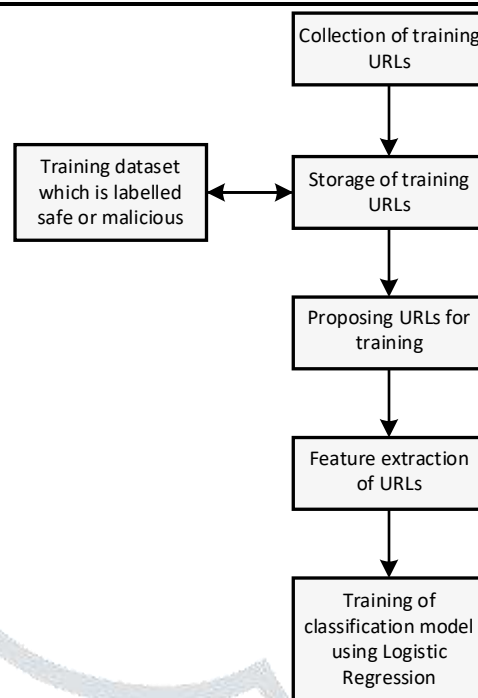 Collection of training
URLs
Training dataset
which is labelled
safe or malicious
Storage of training
URLs
Proposing URLs for
training
Feature extraction
of URLs
Training of
classification model
using Logistic
Regression